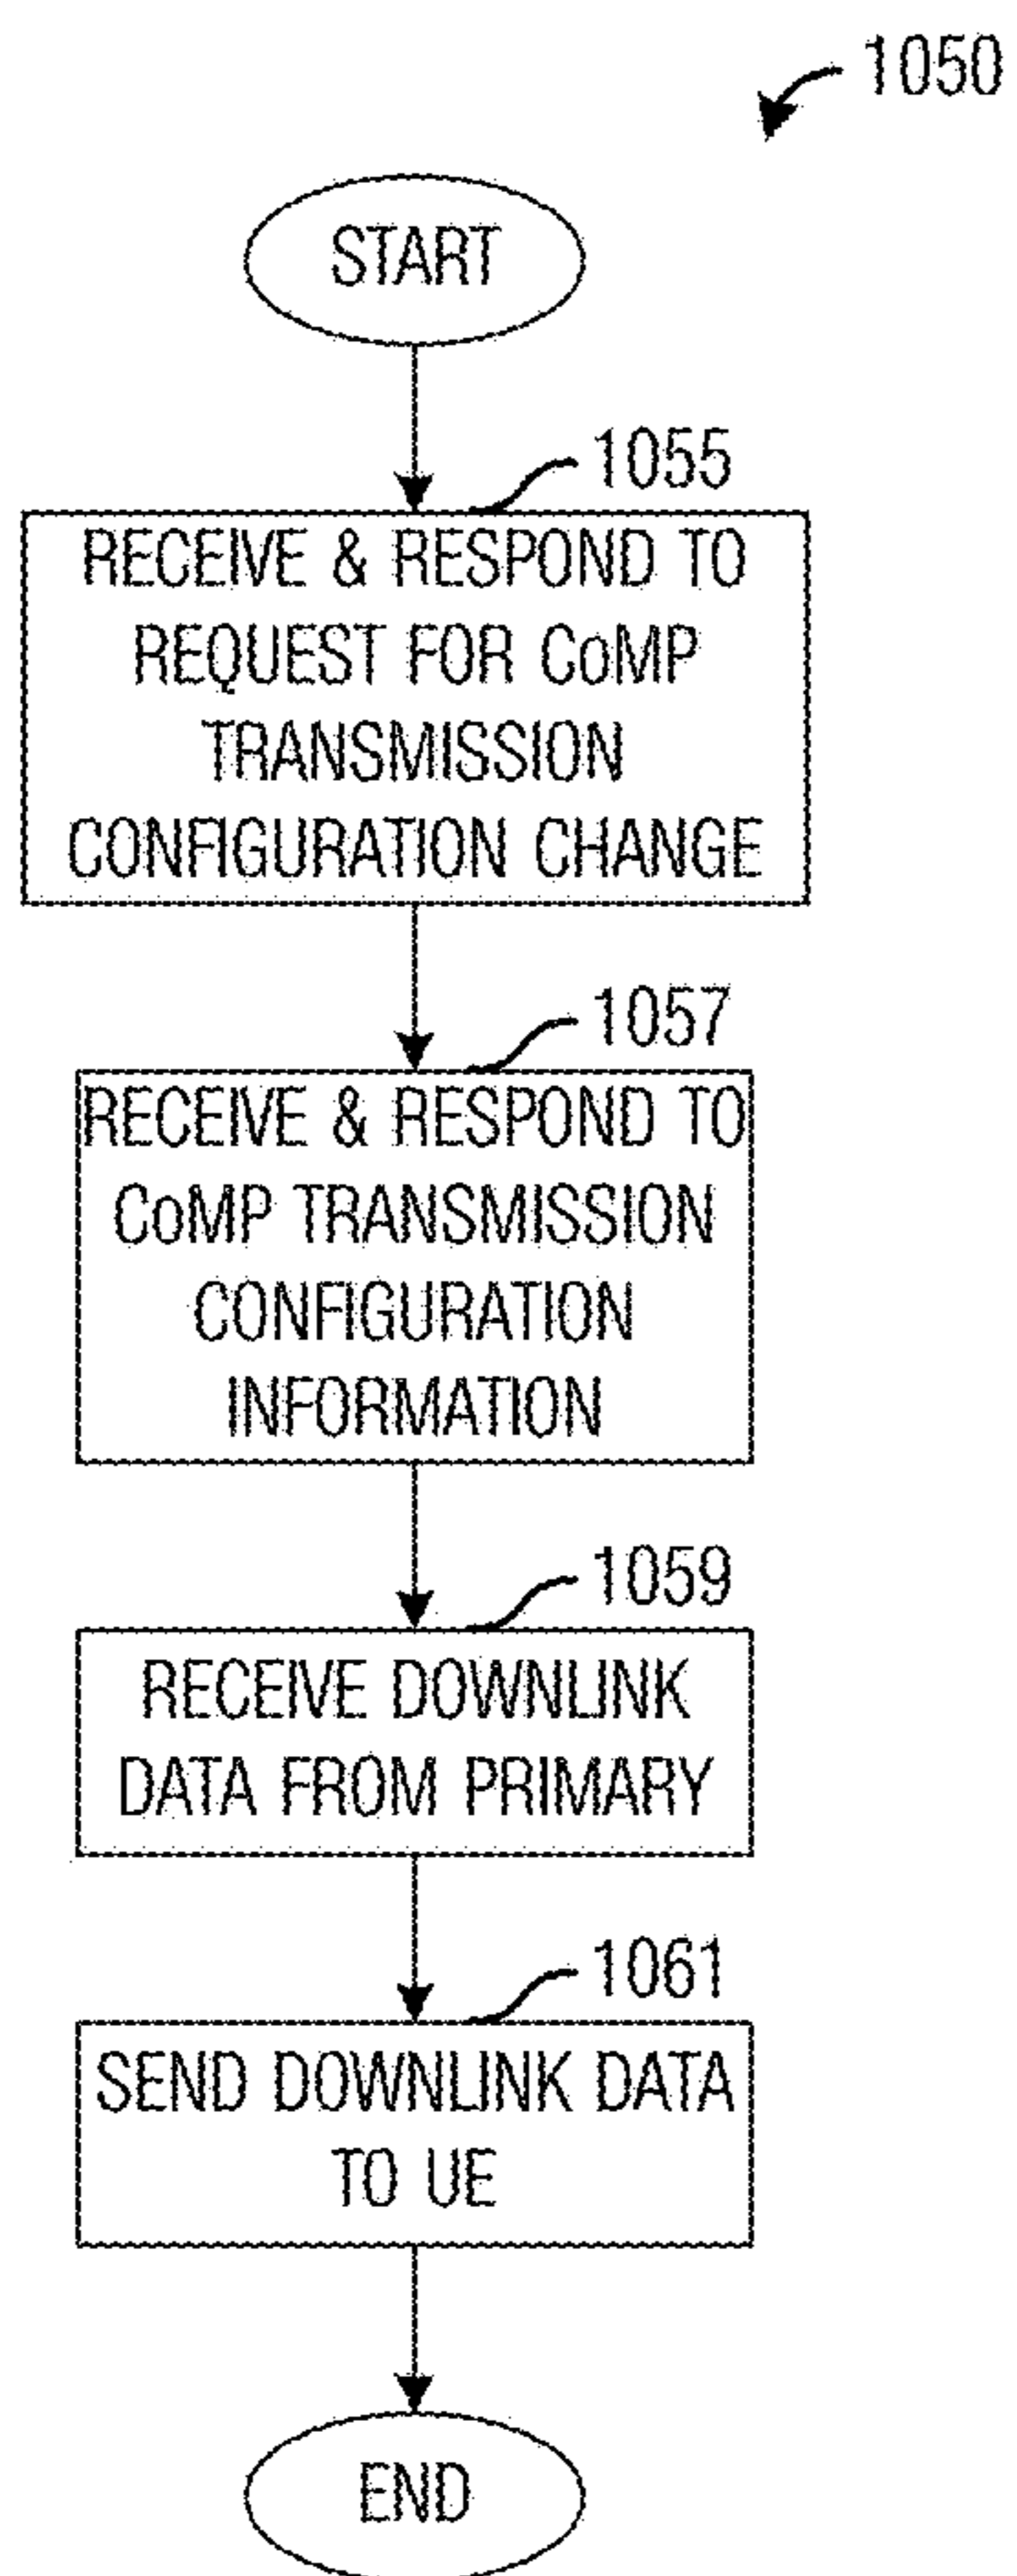 1050
START
1055
RECEIVE & RESPOND TO
REQUEST FOR CoMP
TRANSMISSION
CONFIGURATION CHANGE
1057
RECEIVE & RESPOND TO
CoMP TRANSMISSION
CONFIGURATION
INFORMATION
1059
RECEIVE DOWNLINK
DATA FROM PRIMARY
1061
SEND DOWNLINK DATA
TO UE
END